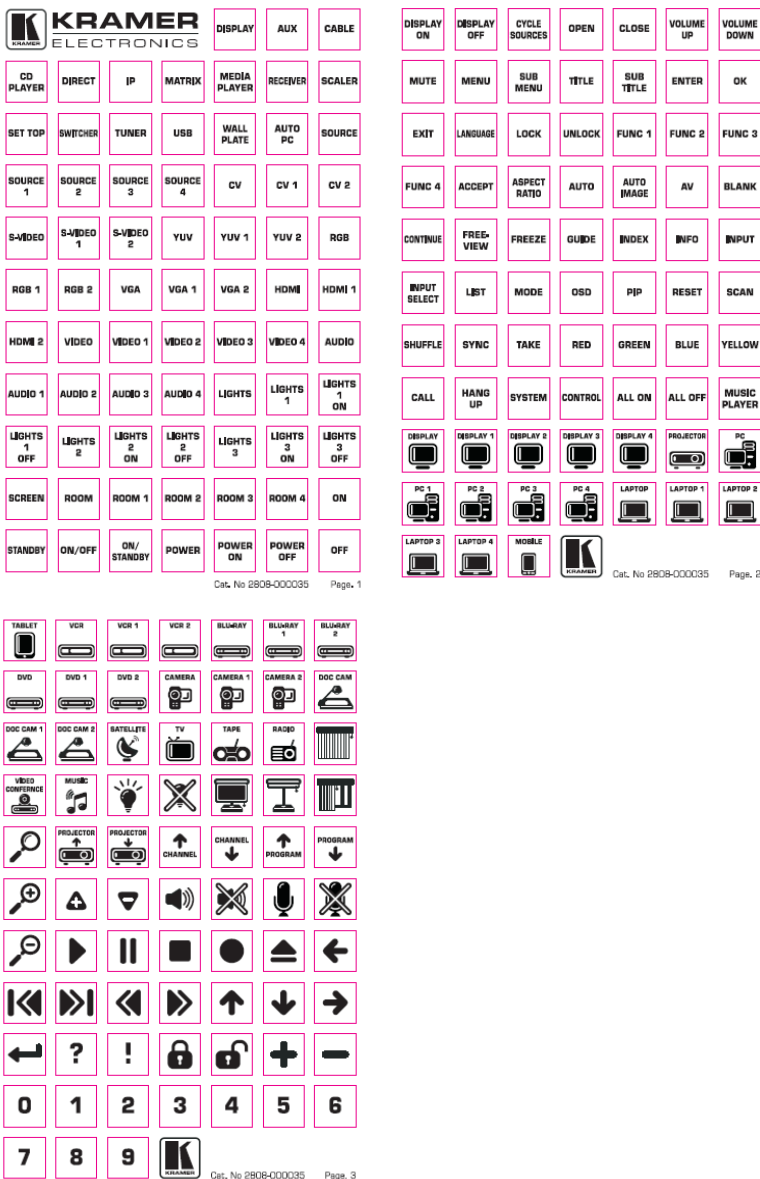 KRAMER
ELECTRONICS
KRAMER
DISPLAY AUX CABLE
CD PLAYER DIRECT IP MATRIX MEDIA PLAYER RECEIVER SCALER
SET TOP SWITCHER TUNER USB WALL PLATE AUTO PC SOURCE
SOURCE 1 SOURCE 2 SOURCE 3 SOURCE 4 CV CV 1 CV 2
S-VIDEO S-VIDEO 1 S-VIDEO 2 YUV YUV 1 YUV 2 RGB
RGB 1 RGB 2 VGA VGA 1 VGA 2 HDMI HDMI 1
HDMI 2 VIDEO VIDEO 1 VIDEO 2 VIDEO 3 VIDEO 4 AUDIO
AUDIO 1 AUDIO 2 AUDIO 3 AUDIO 4 LIGHTS LIGHTS 1 LIGHTS 1 ON
LIGHTS 1 OFF LIGHTS 2 LIGHTS 2 ON LIGHTS 2 OFF LIGHTS 3 LIGHTS 3 ON LIGHTS 3 OFF
SCREEN ROOM ROOM 1 ROOM 2 ROOM 3 ROOM 4 ON
STANDBY ON/OFF ON/ STANDBY POWER POWER ON POWER OFF OFF
Cat. No 2808-000035 Page. 1
DISPLAY ON DISPLAY OFF CYCLE SOURCES OPEN CLOSE VOLUME UP VOLUME DOWN
MUTE MENU SUB MENU TITLE SUB TITLE ENTER OK
EXIT LANGUAGE LOCK UNLOCK FUNC 1 FUNC 2 FUNC 3
FUNC 4 ACCEPT ASPECT RATIO AUTO AUTO IMAGE AV BLANK
CONTINUE FREE-VIEW FREEZE GUIDE INDEX INFO INPUT
INPUT SELECT LIST MODE OSD PIP RESET SCAN
SHUFFLE SYNC TAKE RED GREEN BLUE YELLOW
CALL HANG UP SYSTEM CONTROL ALL ON ALL OFF MUSIC PLAYER
DISPLAY DISPLAY 1 DISPLAY 2 DISPLAY 3 DISPLAY 4 PROJECTOR PC
PC 1 PC 2 PC 3 PC 4 LAPTOP LAPTOP 1 LAPTOP 2
LAPTOP 3 LAPTOP 4 MOBILE KRAMER
Cat. No 2808-000035 Page. 2
TABLET VCR VCR 1 VCR 2 BLU-RAY BLU-RAY 1 BLU-RAY 2
DVD DVD 1 DVD 2 CAMERA CAMERA 1 CAMERA 2 DOC CAM
DOC CAM 1 DOC CAM 2 SATELLITE TV TAPE RADIO
VIDEO CONFERNCE MUSIC
PROJECTOR PROJECTOR CHANNEL CHANNEL PROGRAM PROGRAM
? !
0 1 2 3 4 5 6
7 8 9 KRAMER
Cat. No 2808-000035 Page. 3